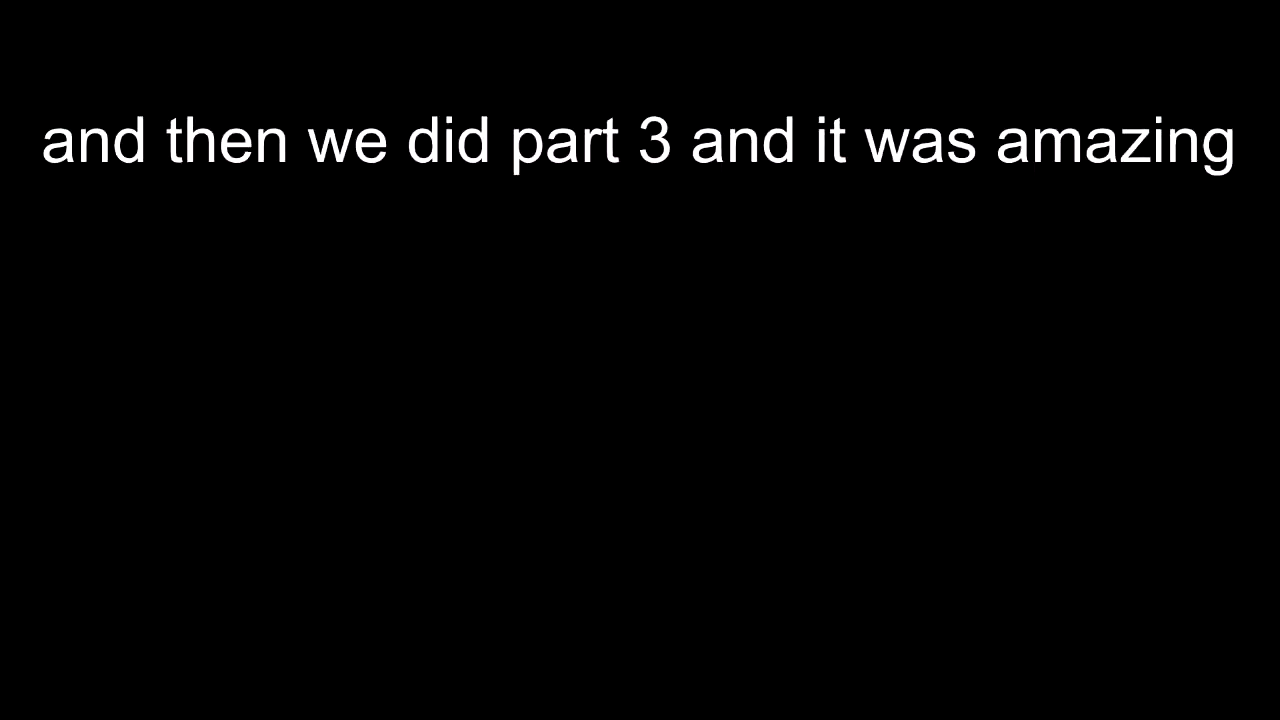 and then we did part 3 and it was amazing